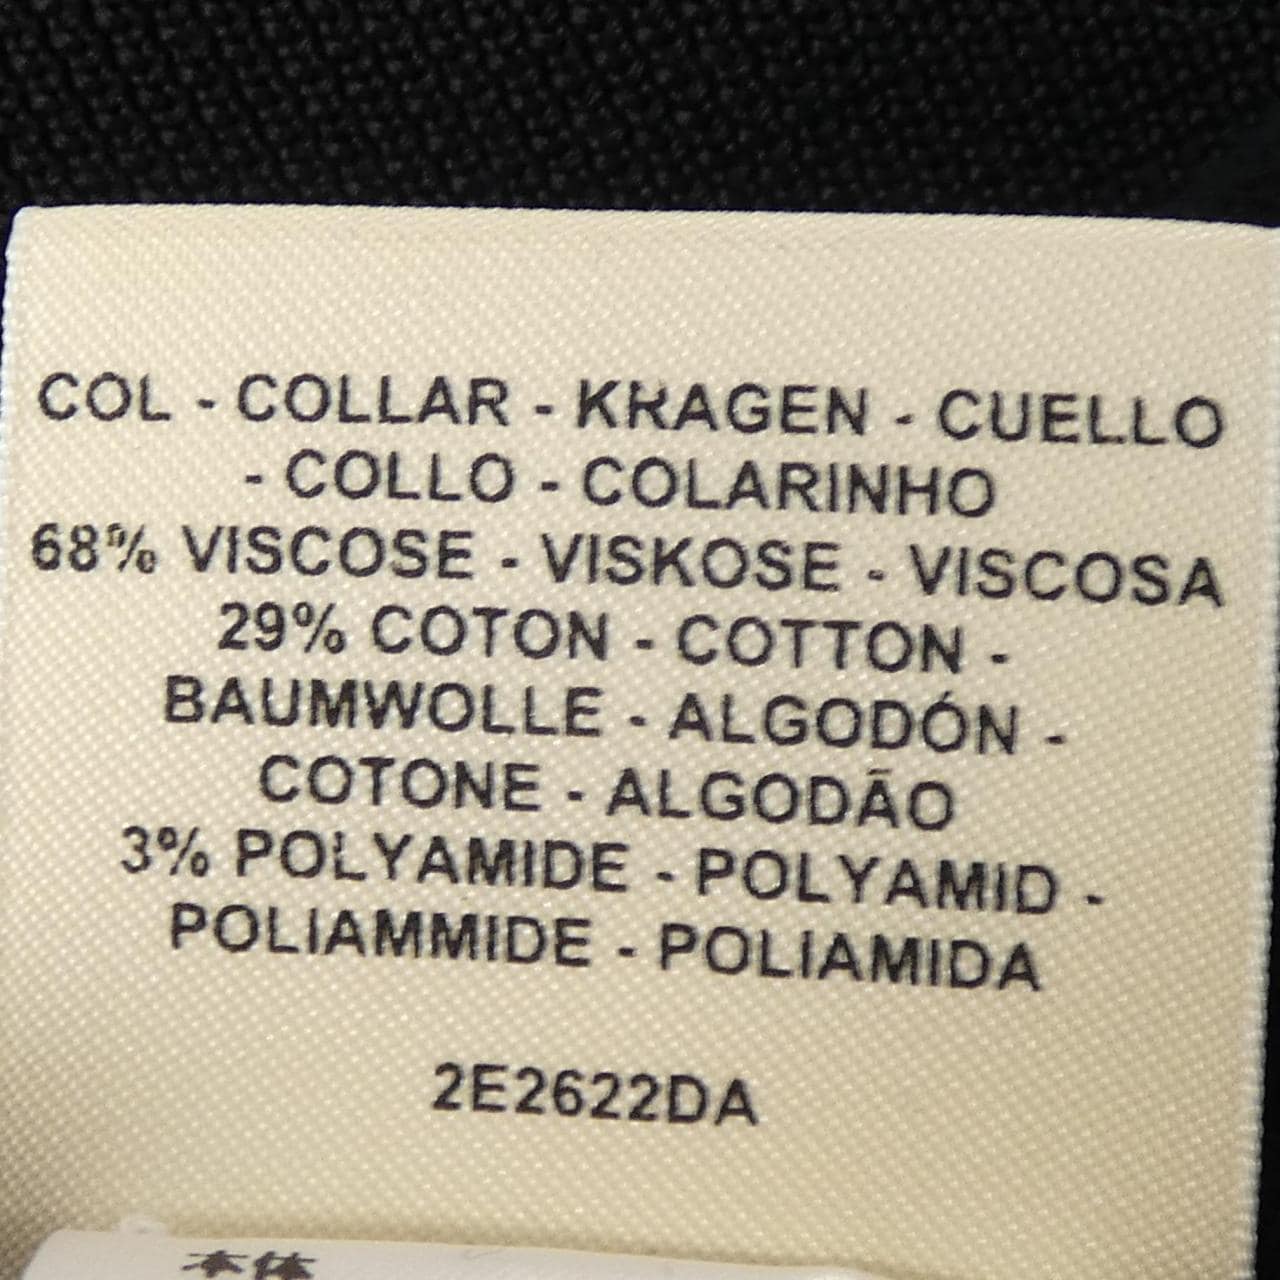 COL - COLLAR - KRAGEN - CUELLO
- COLLO - COLARINHO
68% VISCOSE - VISKOSE - VISCOSA
29% COTON - COTTON -
BAUMWOLLE - ALGODÓN -
COTONE - ALGODÃO
3% POLYAMIDE - POLYAMID -
POLIAMMIDE - POLIAMIDA
2E2622DA
本体